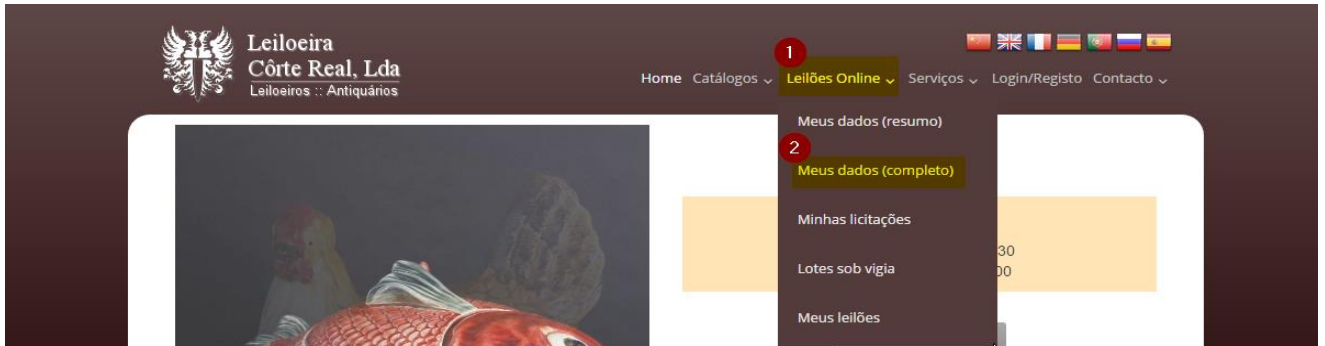 Leiloeira
Côrte Real, Lda
Leiloeiros :: Antiquários
1
Home Catálogos Leilões Online Serviços Login/Registo Contacto
Meus dados (resumo)
2
Meus dados (completo)
Minhas licitações
30
Lotes sob vigia
00
Meus leilões